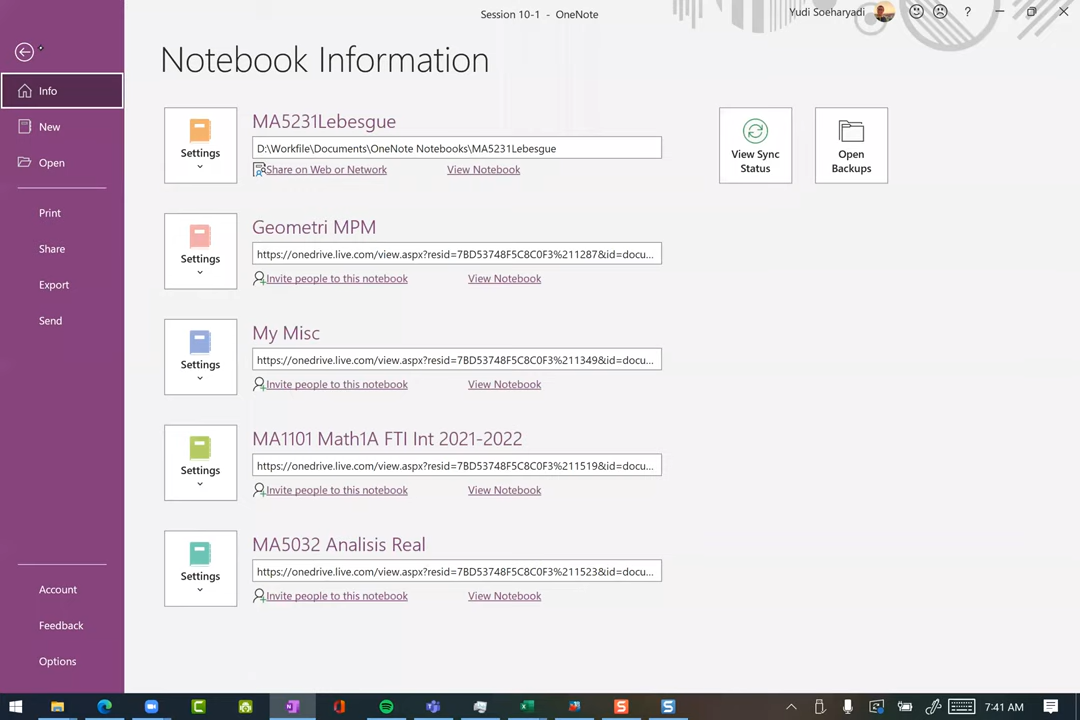 Session 10-1 - OneNote
Yudi Soeharyadi
?
Notebook Information
Info
New
Open
Print
Share
Export
Send
Account
Feedback
Options
Settings
MA5231Lebesgue
D:\Workfile\Documents\OneNote Notebooks\MA5231Lebesgue
Share on Web or Network View Notebook
View Sync Status
Open Backups
Settings
Geometri MPM
https://onedrive.live.com/view.aspx?resid=7BD53748F5C8C0F3%211287&id=docu...
Invite people to this notebook View Notebook
Settings
My Misc
https://onedrive.live.com/view.aspx?resid=7BD53748F5C8C0F3%211349&id=docu...
Invite people to this notebook View Notebook
Settings
MA1101 Math1A FTI Int 2021-2022
https://onedrive.live.com/view.aspx?resid=7BD53748F5C8C0F3%211519&id=docu...
Invite people to this notebook View Notebook
Settings
MA5032 Analisis Real
https://onedrive.live.com/view.aspx?resid=7BD53748F5C8C0F3%211523&id=docu...
Invite people to this notebook View Notebook
7:41 AM